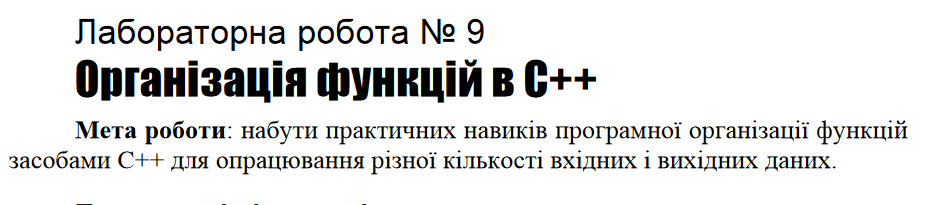 Лабораторна робота № 9
Організація функцій в С++
Мета роботи: набути практичних навиків програмної організації функцій
засобами С++ для опрацювання різної кількості вхідних і вихідних даних.